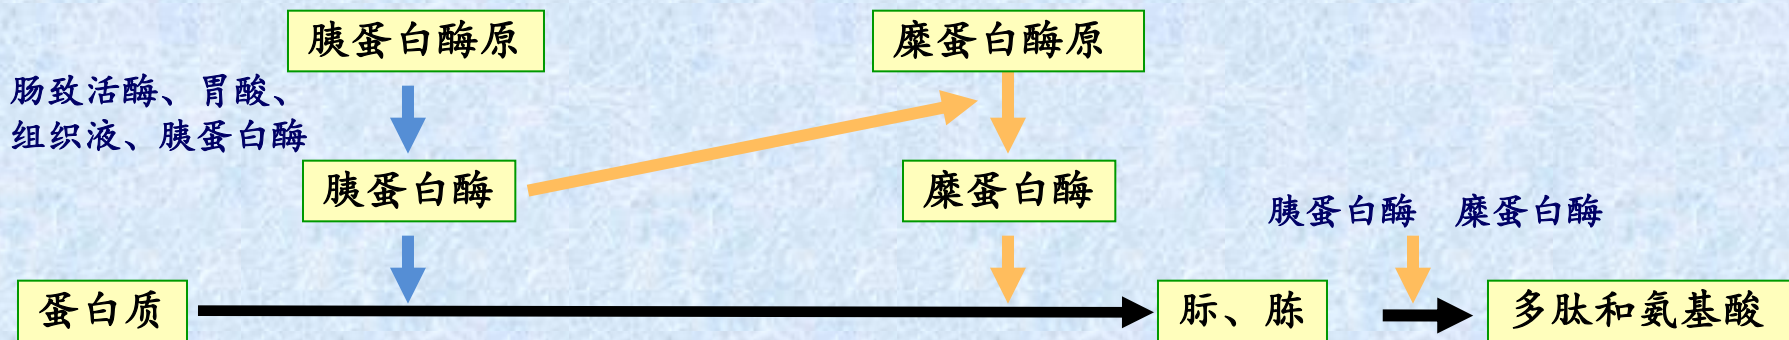 胰蛋白酶原
糜蛋白酶原
肠致活酶、胃酸、
组织液、胰蛋白酶
胰蛋白酶
糜蛋白酶
胰蛋白酶 糜蛋白酶
蛋白质
䏡、胨
多肽和氨基酸